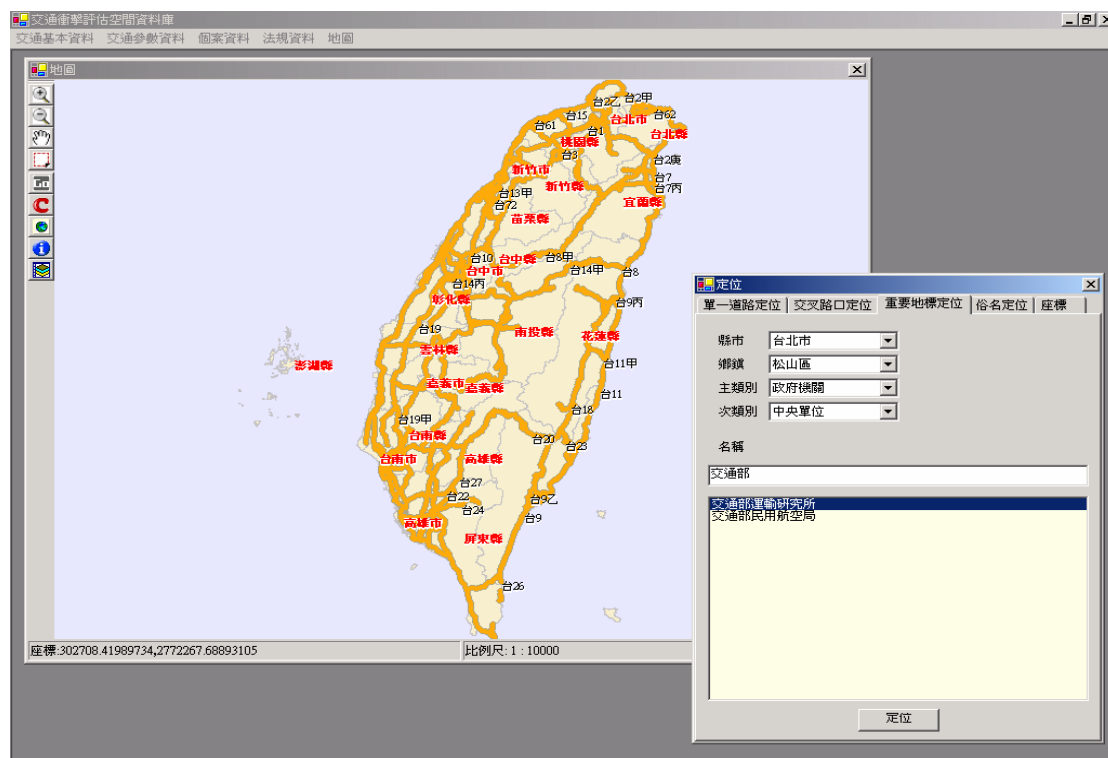 交通衝擊評估空間資料庫
交通基本資料 交通參數資料 個案資料 法規資料 地圖
地圖
台2乙 台2甲
台15 台62
台61 台北市
台1 台北縣
桃園縣
台3
台2庚
新竹市
台7
新竹縣
台7丙
台13甲
宜蘭縣
台72
苗栗縣
台10 台中縣 台8甲
台中市 台14甲 台8
台14丙
彰化縣
台9丙
台19 南投縣 花蓮縣
雲林縣
澎湖縣
台11甲
嘉義市 嘉義縣
台11
台18
台19甲
台南縣
台20 台23
台南市 高雄縣
台27
台22 台9乙
台24
台9
高雄市
屏東縣
台26
座標:302708.41989734,2772267.68893105
比例尺: 1 : 10000
定位
單一道路定位 交叉路口定位 重要地標定位 俗名定位 座標
縣市 台北市
鄉鎮 松山區
主類別 政府機關
次類別 中央單位
名稱
交通部
交通部運輸研究所
交通部民用航空局
定位